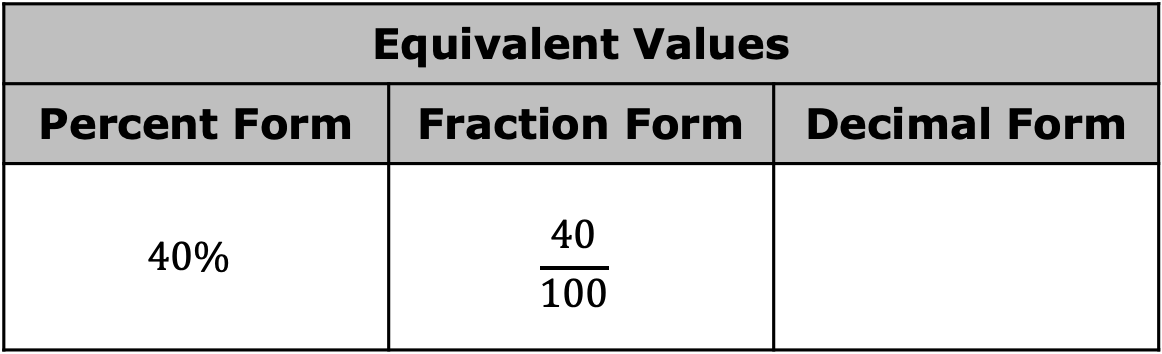 Equivalent Values
Percent Form Fraction Form Decimal Form
40% 40/100